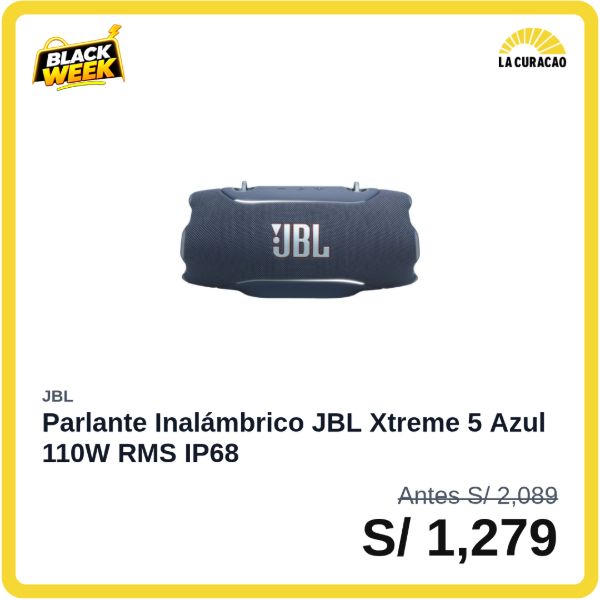 BLACK
WEEK
LA CURACAO
JBL
JBL
Parlante Inalámbrico JBL Xtreme 5 Azul
110W RMS IP68
Antes S/ 2,089
S/ 1,279